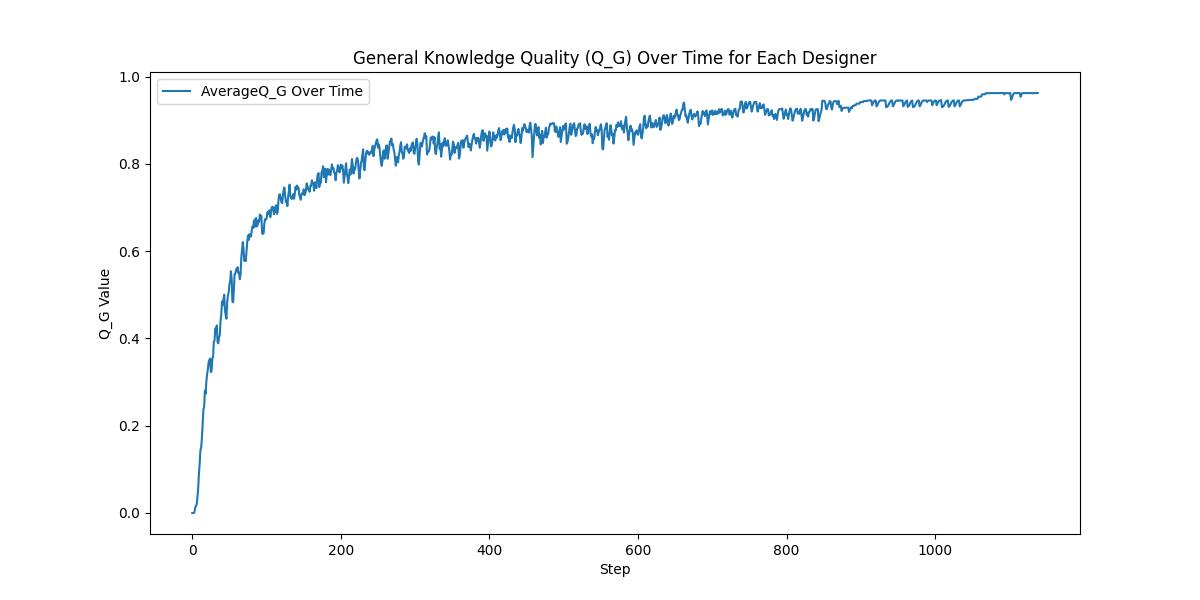 General Knowledge Quality (Q_G) Over Time for Each Designer
AverageQ_G Over Time
1.0
0.8
0.6
0.4
0.2
0.0
Q_G Value
0 200 400 600 800 1000
Step